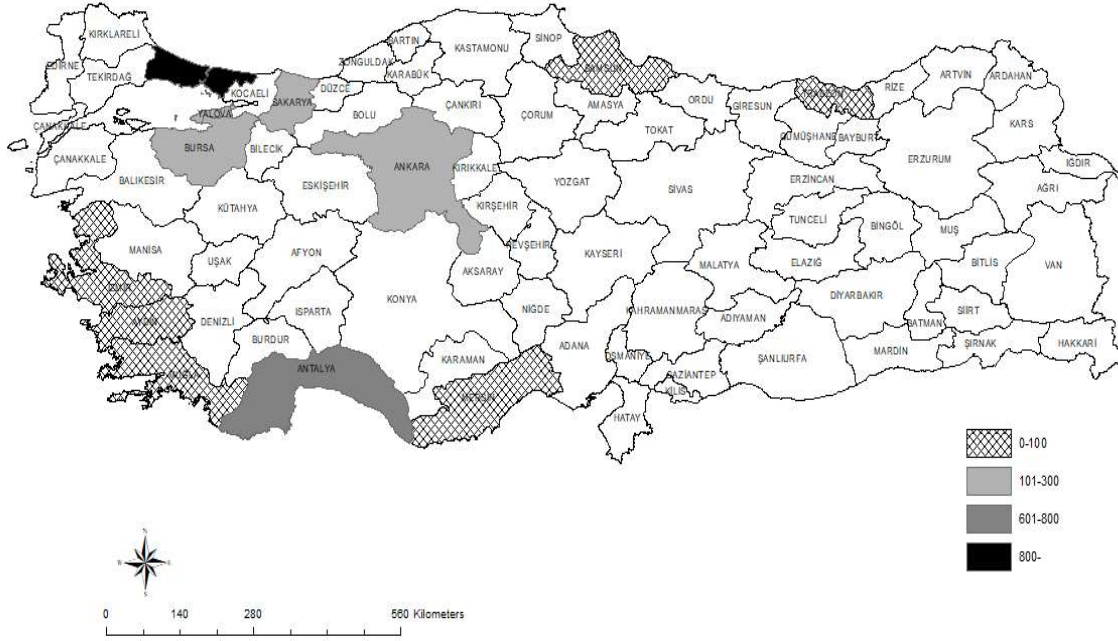 KIRKLARELİ
EDİRNE
TEKİRDAĞ
KOCAELİ
SAKARYA
YALOVA
DÜZCE
ZONGULDAK
BARTIN
KARABÜK
KASTAMONU
SİNOP
ÇANKIRI
BOLU
ÇORUM
AMASYA
ORDU
GİRESUN
RİZE
ARTVİN
ARDAHAN
KARS
ÇANAKKALE
ÇANAKKALE
BURSA
BİLECİK
ANKARA
KIRIKKALE
TOKAT
GÜMÜŞHANE
BAYBURT
ERZURUM
IĞDIR
AĞRI
BALIKESİR
ESKİŞEHİR
YOZGAT
SİVAS
ERZİNCAN
KÜTAHYA
KIRŞEHİR
TUNCELİ
BİNGÖL
MUŞ
MANİSA
UŞAK
AFYON
NEVŞEHİR
KAYSERİ
MALATYA
ELAZIĞ
BİTLİS
VAN
AKSARAY
KONYA
DİYARBAKIR
DENİZLİ
ISPARTA
NİĞDE
KAHRAMANMARAŞ
ADIYAMAN
BATMAN
SİİRT
AYDIN
BURDUR
ADANA
OSMANİYE
ŞANLIURFA
MARDİN
ŞIRNAK
HAKKARİ
KARAMAN
ANTALYA
GAZİANTEP
KİLİS
MERSİN
HATAY
0-100
101-300
601-800
800-
N
W
E
S
0 140 280 560 Kilometers